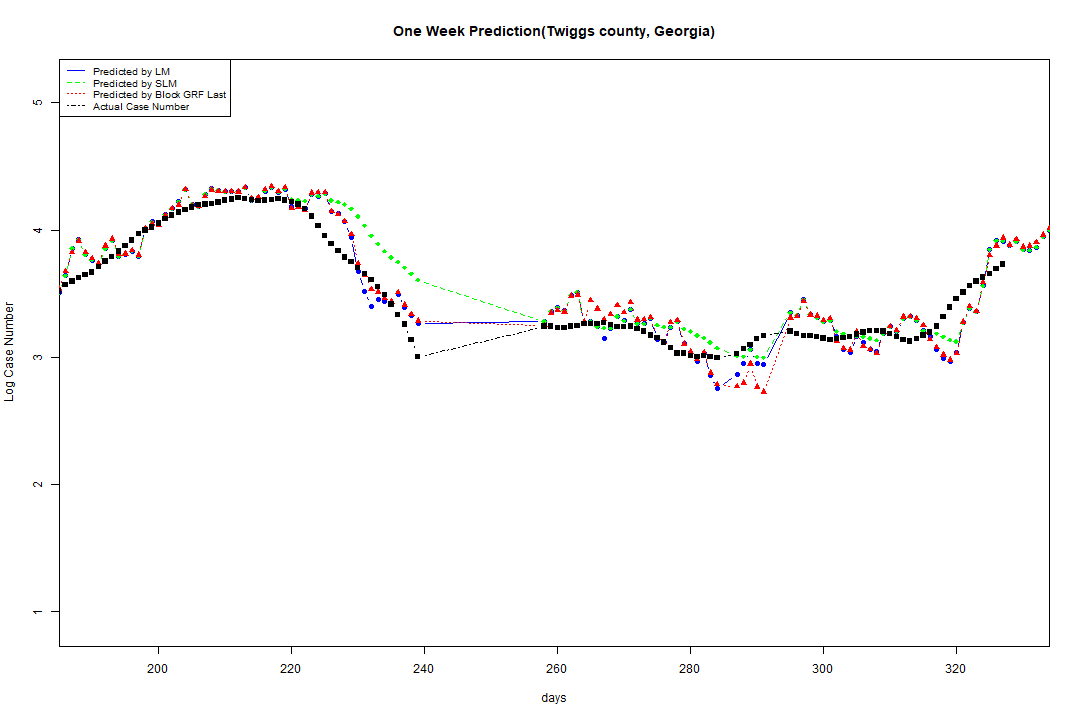 One Week Prediction(Twiggs county, Georgia)
Predicted by LM
Predicted by SLM
Predicted by Block GRF Last
Actual Case Number
5
4
3
2
1
Log Case Number
200 220 240 260 280 300 320
days